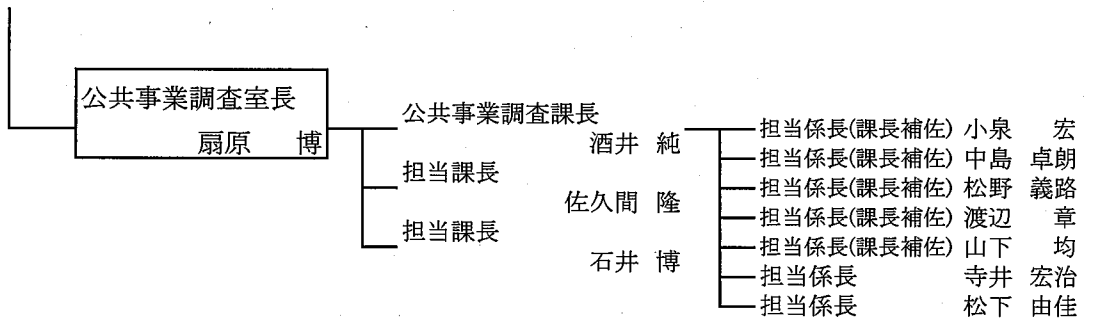 公共事業調査室長
扇原 博
公共事業調査課長
酒井 純
担当課長
佐久間 隆
担当課長
石井 博
担当係長(課長補佐) 小泉 宏
担当係長(課長補佐) 中島 卓朗
担当係長(課長補佐) 松野 義路
担当係長(課長補佐) 渡辺 章
担当係長(課長補佐) 山下 均
担当係長 寺井 宏治
担当係長 松下 由佳